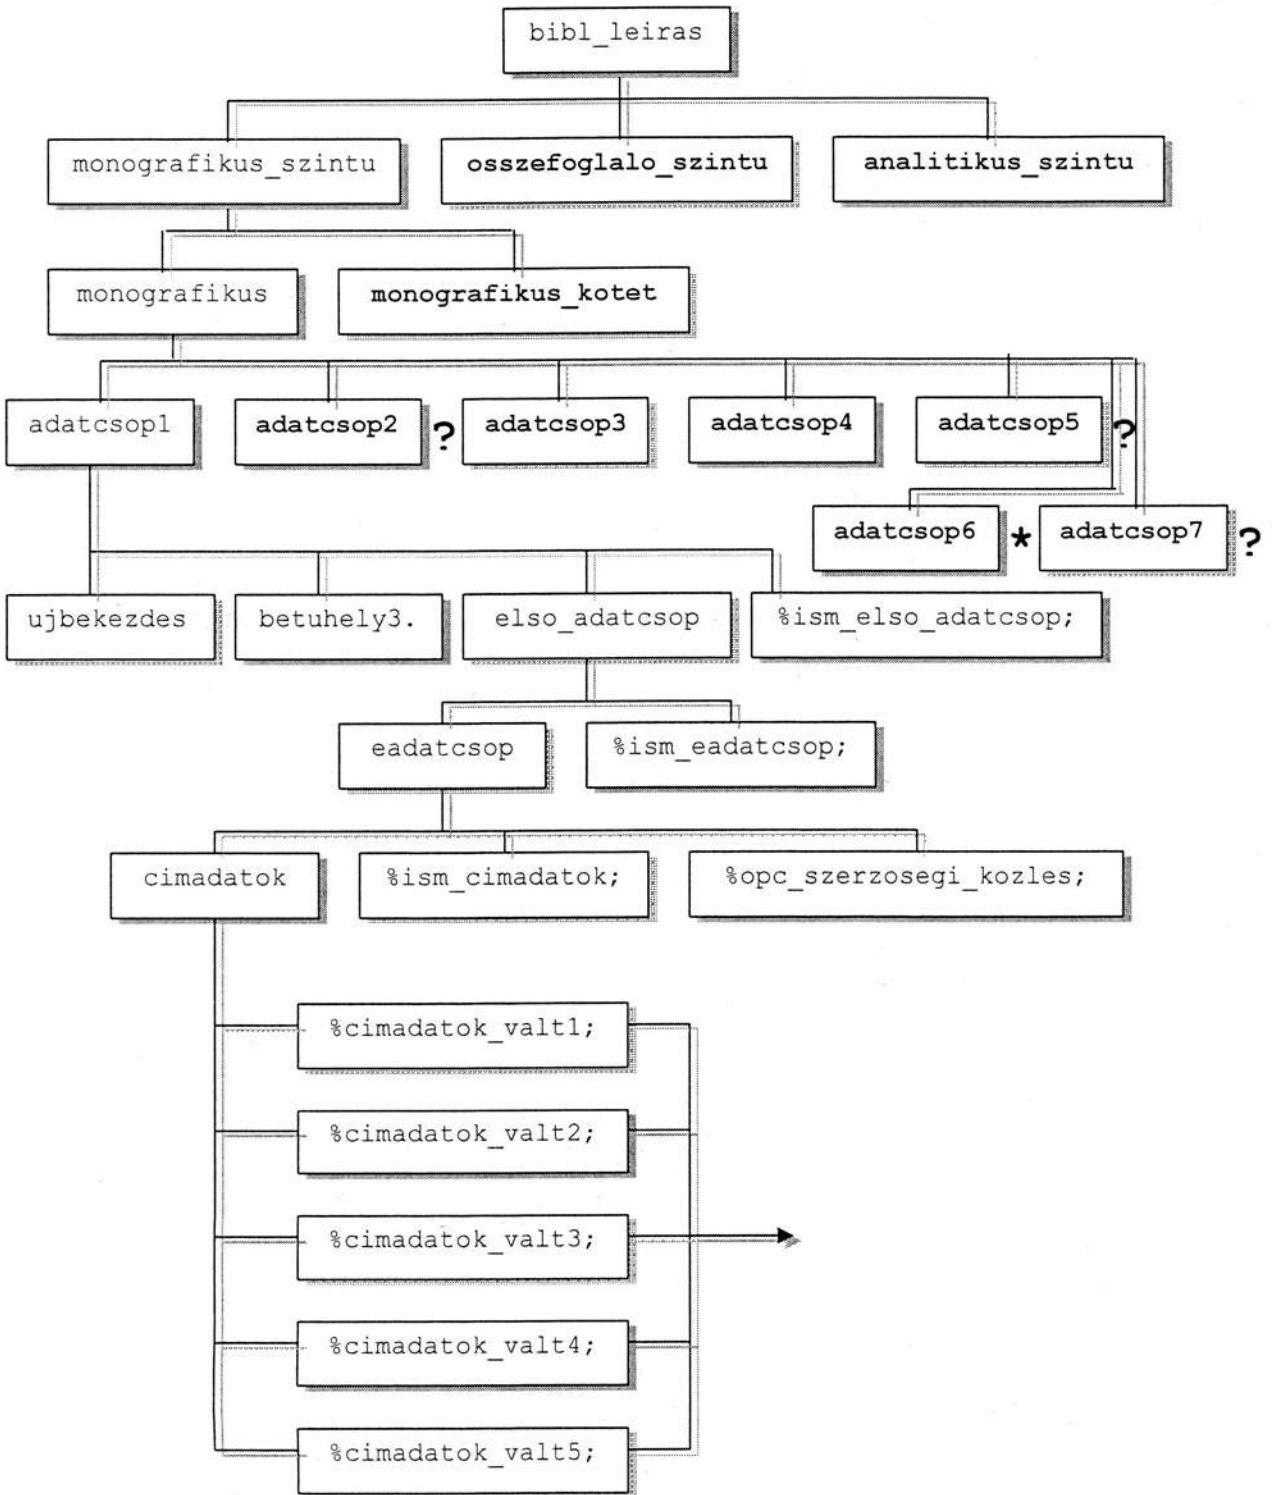 bibl_leiras
monografikus_szintu osszefoglalo_szintu analitikus_szintu
monografikus monografikus_kotet
adatcsop1 adatcsop2 ? adatcsop3 adatcsop4 adatcsop5 ?
adatcsop6 * adatcsop7 ?
ujbekezdes betuhely3. elso_adatcsop %ism_elso_adatcsop;
eadatcsop %ism_eadatcsop;
cimadatok %ism_cimadatok; %opc_szerzosegi_kozles;
%cimadatok_valt1;
%cimadatok_valt2;
%cimadatok_valt3;
%cimadatok_valt4;
%cimadatok_valt5;